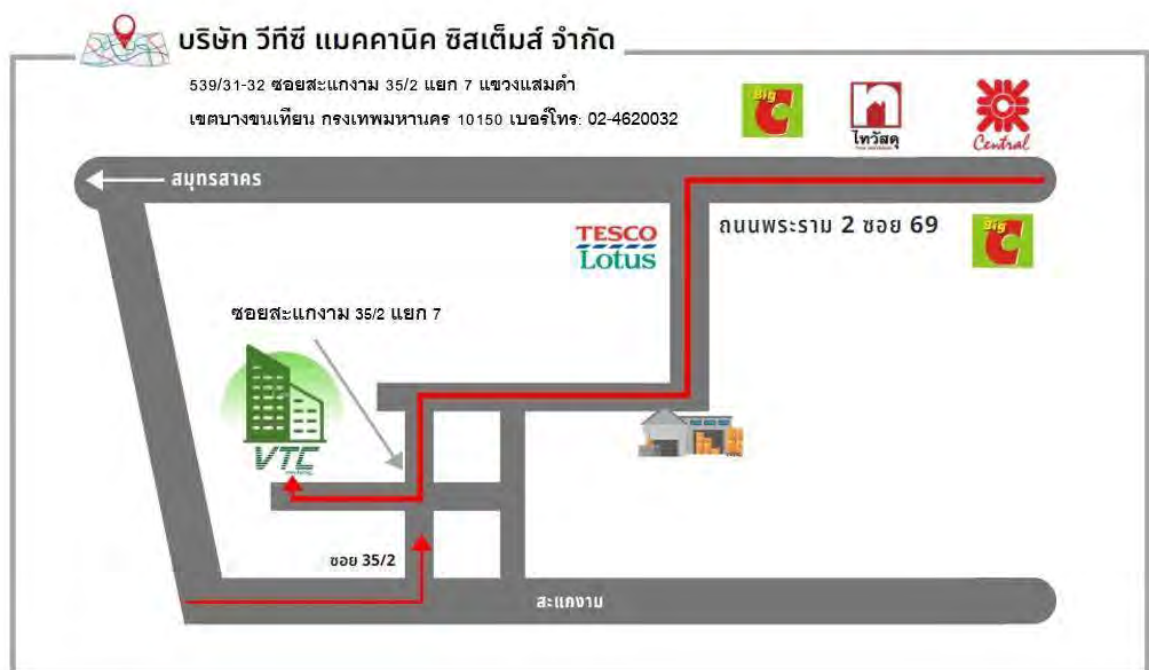 บริษัท วีทีซี แมคคานิค ซิสเต็มส์ จำกัด
539/31-32 ซอยสะแกงาม 35/2 แยก 7 แขวงแสมดำ
เขตบางขุนเทียน กรุงเทพมหานคร 10150 เบอร์โทร: 02-4620032
Big C
ไทวัสดุ
Central
สมุทรสาคร
TESCO
Lotus
ถนนพระราม 2 ซอย 69
Big C
ซอยสะแกงาม 35/2 แยก 7
VTC
ซอย 35/2
สะแกงาม